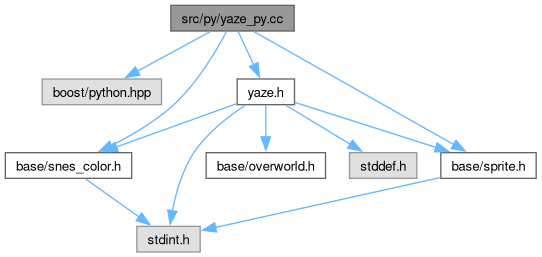 src/py/yaze_py.cc
boost/python.hpp
yaze.h
base/snes_color.h
base/overworld.h
stddef.h
base/sprite.h
stdint.h